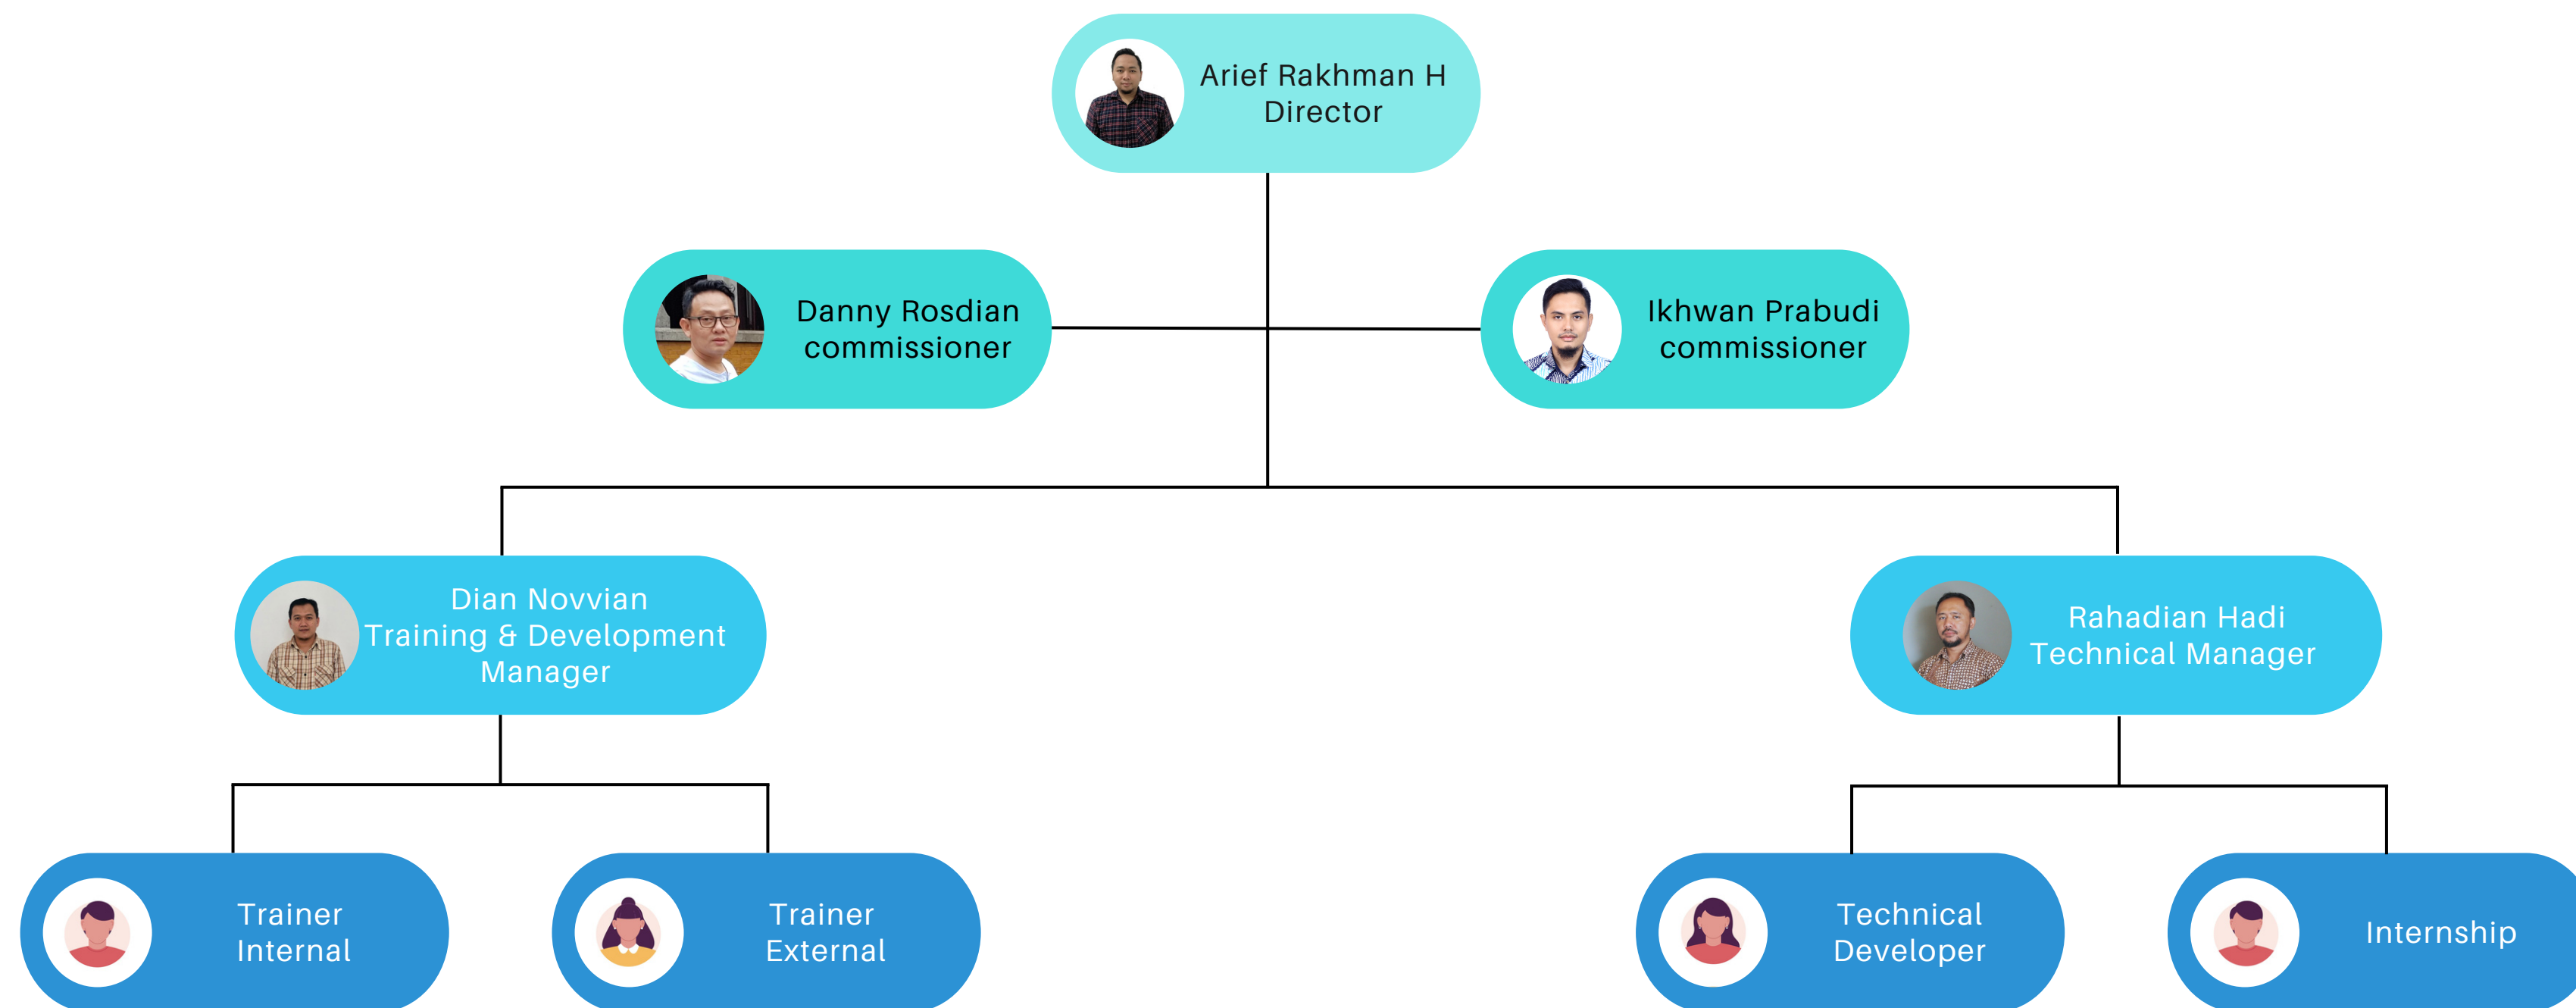 Arief Rakhman H
Director
Danny Rosdian
commissioner
Ikhwan Prabudi
commissioner
Dian Novvian
Training & Development
Manager
Rahadian Hadi
Technical Manager
Trainer
Internal
Trainer
External
Technical
Developer
Internship